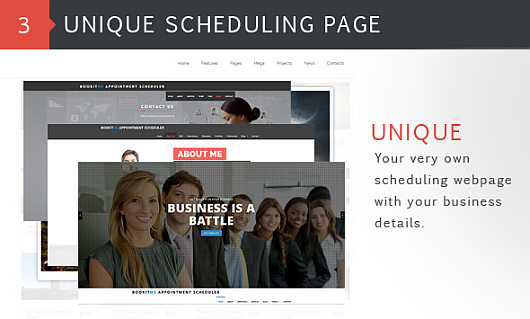 3 UNIQUE SCHEDULING PAGE
Home Features Pages Mega Projects News Contacts
BOOKITME APPOINTMENT SCHEDULER
CONTACT US
BOOKITME APPOINTMENT SCHEDULER
ABOUT ME
BUSINESS IS A
BATTLE
BOOKITME APPOINTMENT SCHEDULER
UNIQUE
Your very own
scheduling webpage
with your business
details.